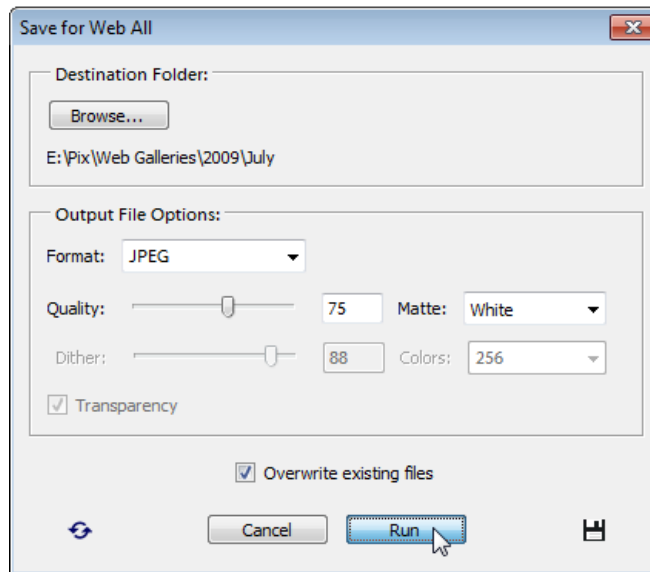 Save for Web All
Destination Folder:
Browse...
E:\Pix\Web Galleries\2009\July
Output File Options:
Format: JPEG
Quality: 75 Matte: White
Dither: 88 Colors: 256
Transparency
Overwrite existing files
Cancel Run